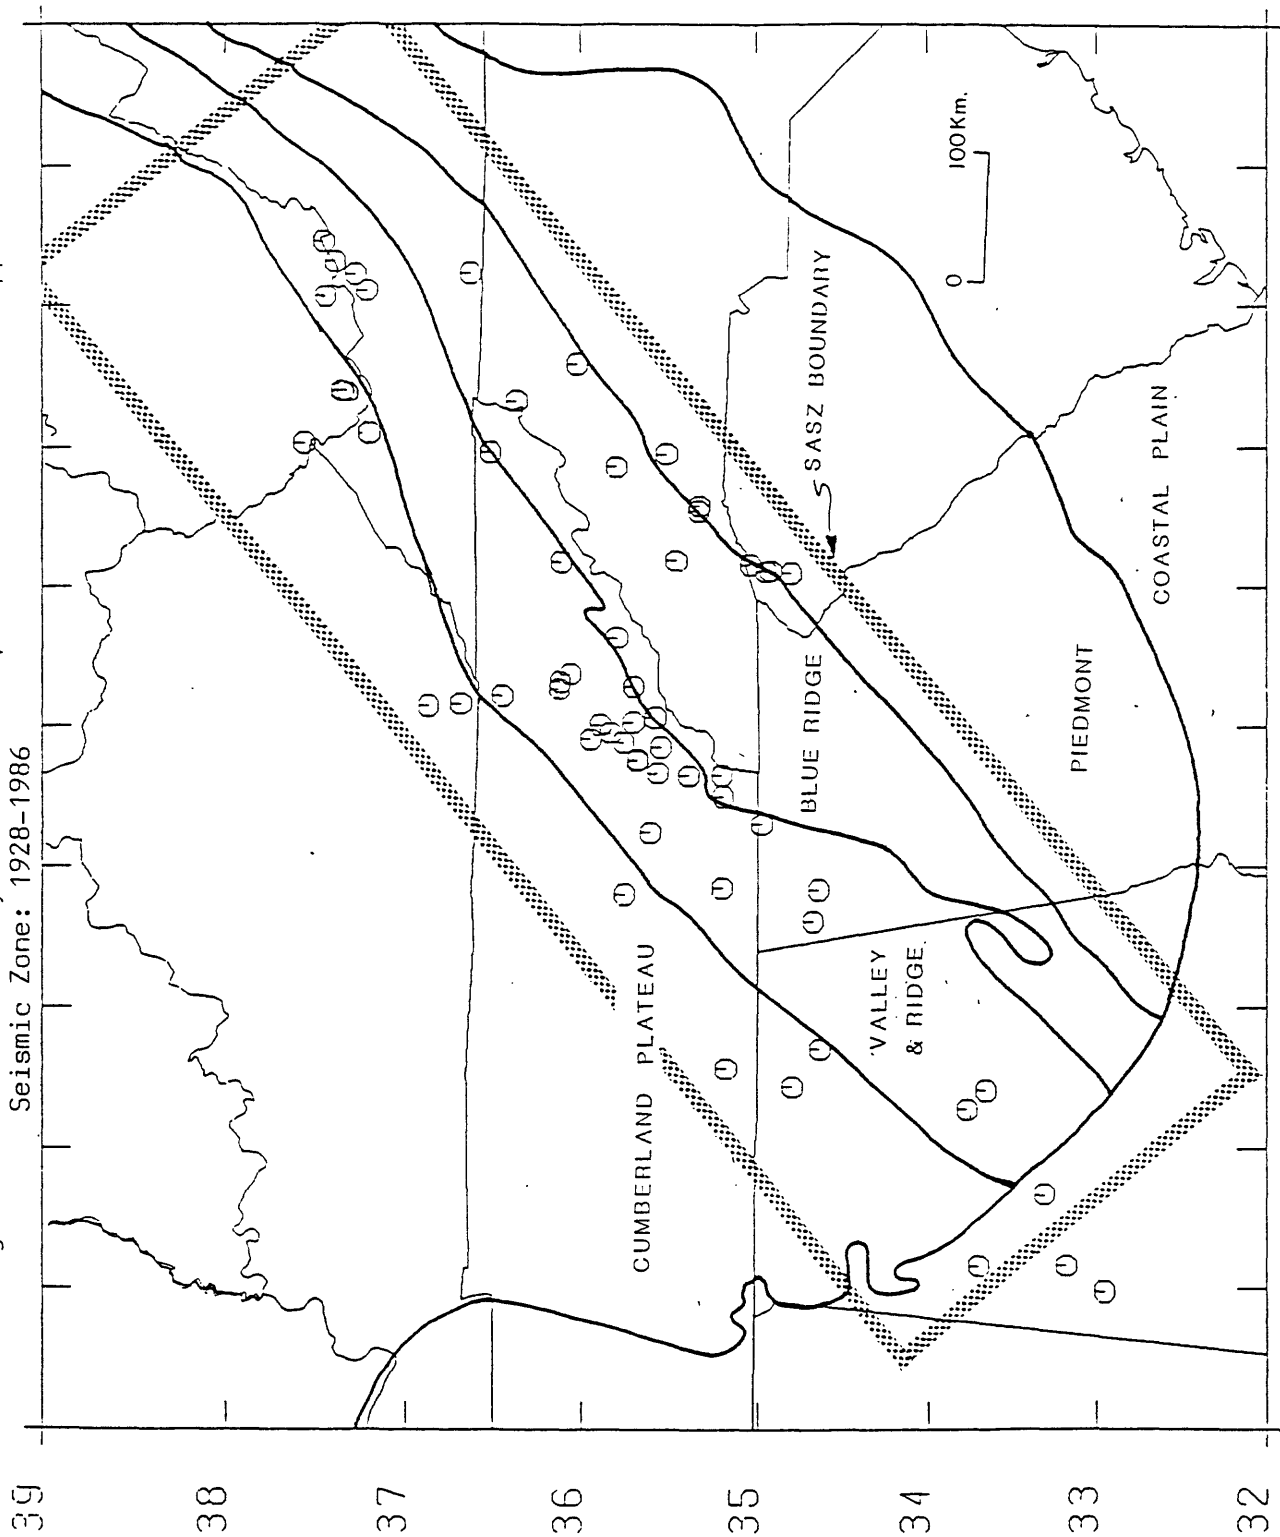 Seismic Zone: 1928-1986
39
38
37
36
35
34
33
32
0 100Km.
SASZ BOUNDARY
COASTAL PLAIN
PIEDMONT
BLUE RIDGE
VALLEY
& RIDGE
CUMBERLAND PLATEAU